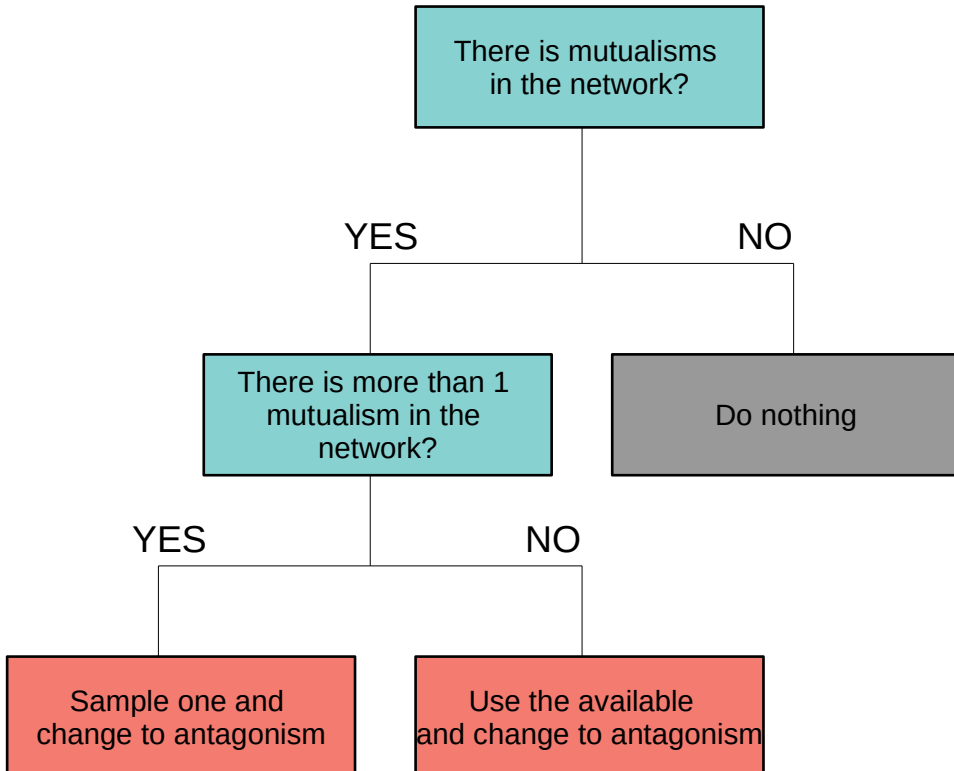 There is mutualisms
in the network?
YES
NO
There is more than 1
mutualism in the
network?
Do nothing
YES
NO
Sample one and
change to antagonism
Use the available
and change to antagonism